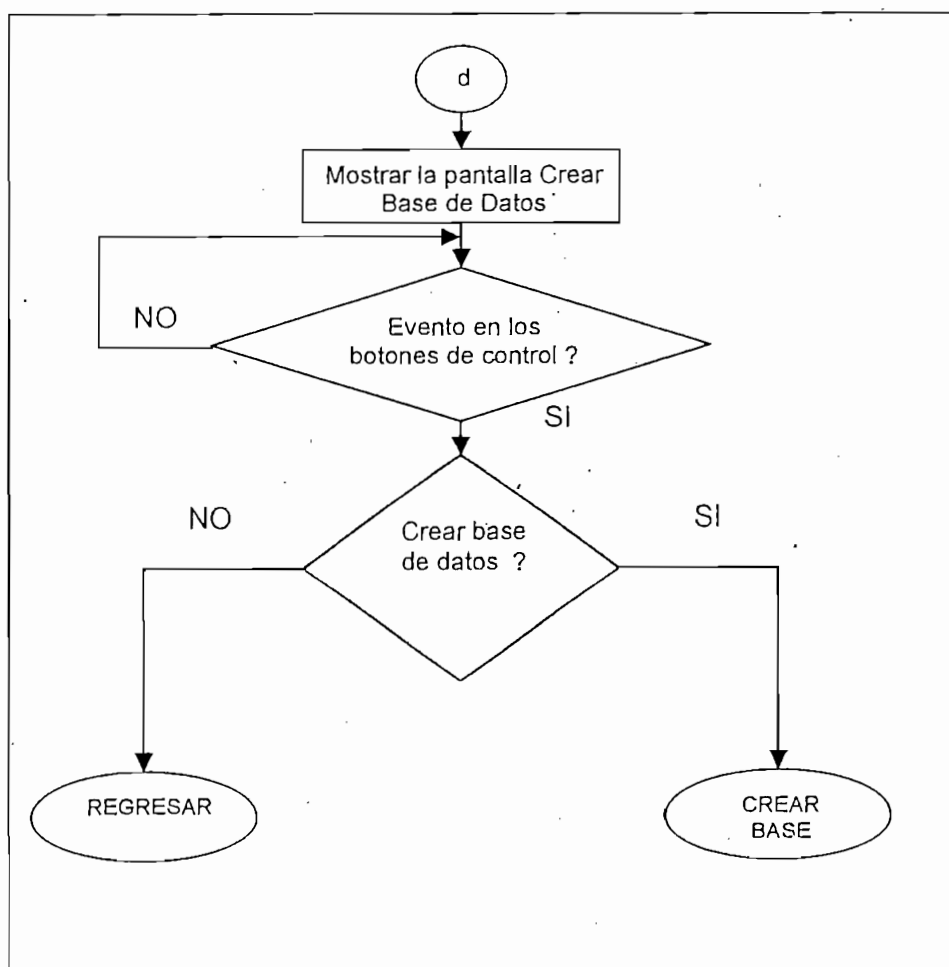 d
Mostrar la pantalla Crear
Base de Datos
NO
Evento en los
botones de control ?
SI
NO
SI
Crear base
de datos ?
REGRESAR
CREAR
BASE